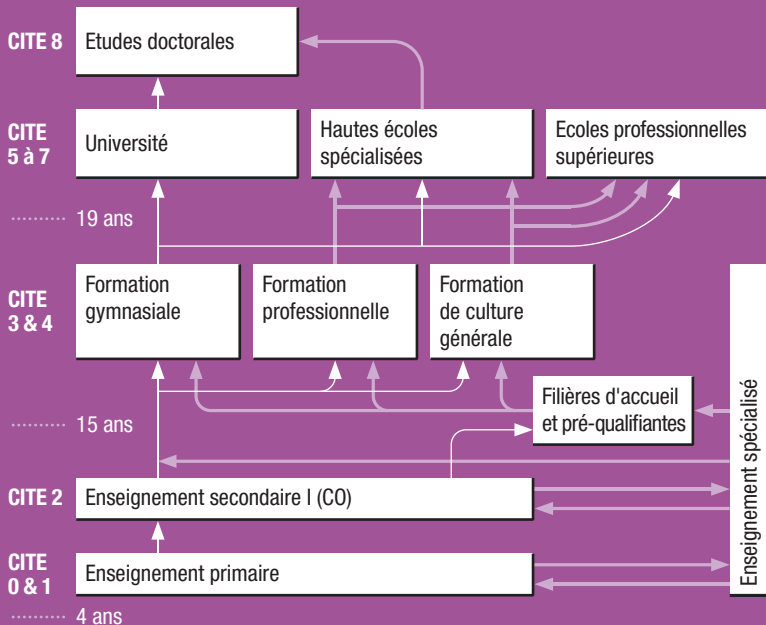 CITE 8
Etudes doctorales
CITE
5 à 7
Université
Hautes écoles
spécialisées
Ecoles professionnelles
supérieures
......... 19 ans
CITE
3 & 4
Formation
gymnasiale
Formation
professionnelle
Formation
de culture
générale
Enseignement spécialisé
Filières d'accueil
et pré-qualifiantes
......... 15 ans
CITE 2
Enseignement secondaire I (CO)
CITE
0 & 1
Enseignement primaire
......... 4 ans